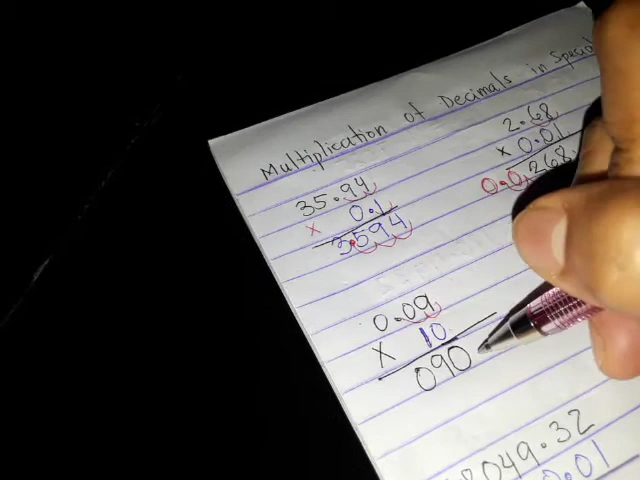 Multiplication of Decimals in Special
35.94
x 0.1
3.594
2.68
x 0.01
0.0268
0.09
x 10
090
8049.32
0.01